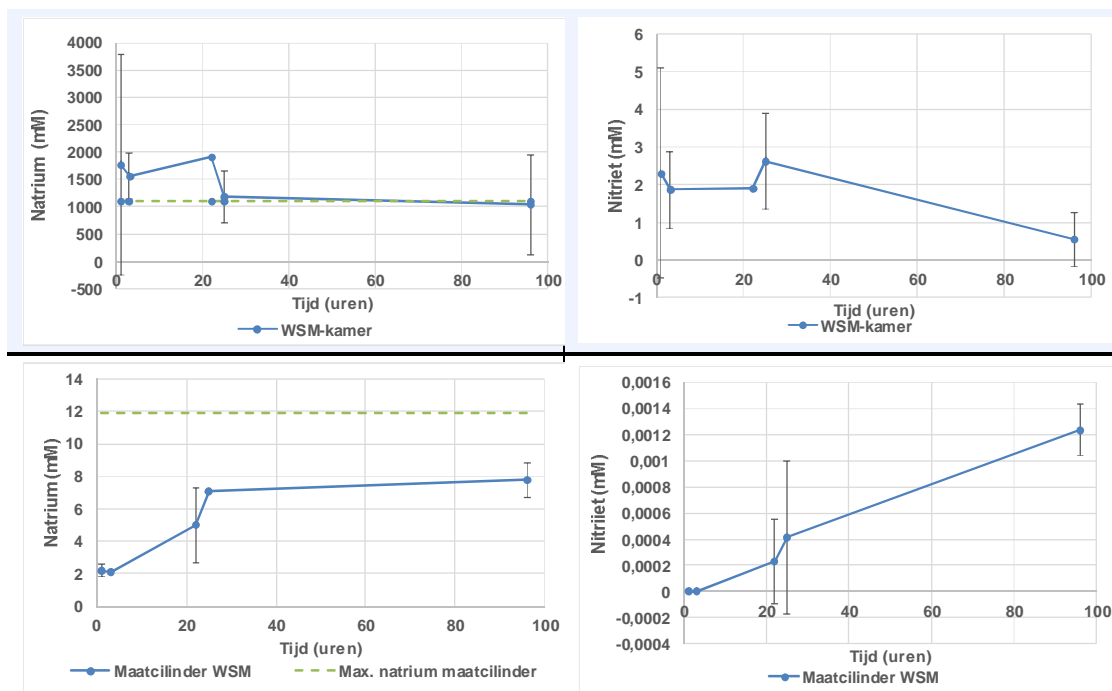 4000
3500
3000
2500
2000
1500
1000
500
0
-500
Natrium (mM)
0 20 40 60 80 100
Tijd (uren)
WSM-kamer
6
5
4
3
2
1
0
-1
Nitriet (mM)
0 20 40 60 80 100
Tijd (uren)
WSM-kamer
14
12
10
8
6
4
2
0
Natrium (mM)
0 20 40 60 80 100
Tijd (uren)
Maatcilinder WSM Max. natrium maatcilinder
0,0016
0,0014
0,0012
0,001
0,0008
0,0006
0,0004
0,0002
0
-0,0002
-0,0004
Nitriiet (mM)
0 20 40 60 80 100
Tijd (uren)
Maatcilinder WSM